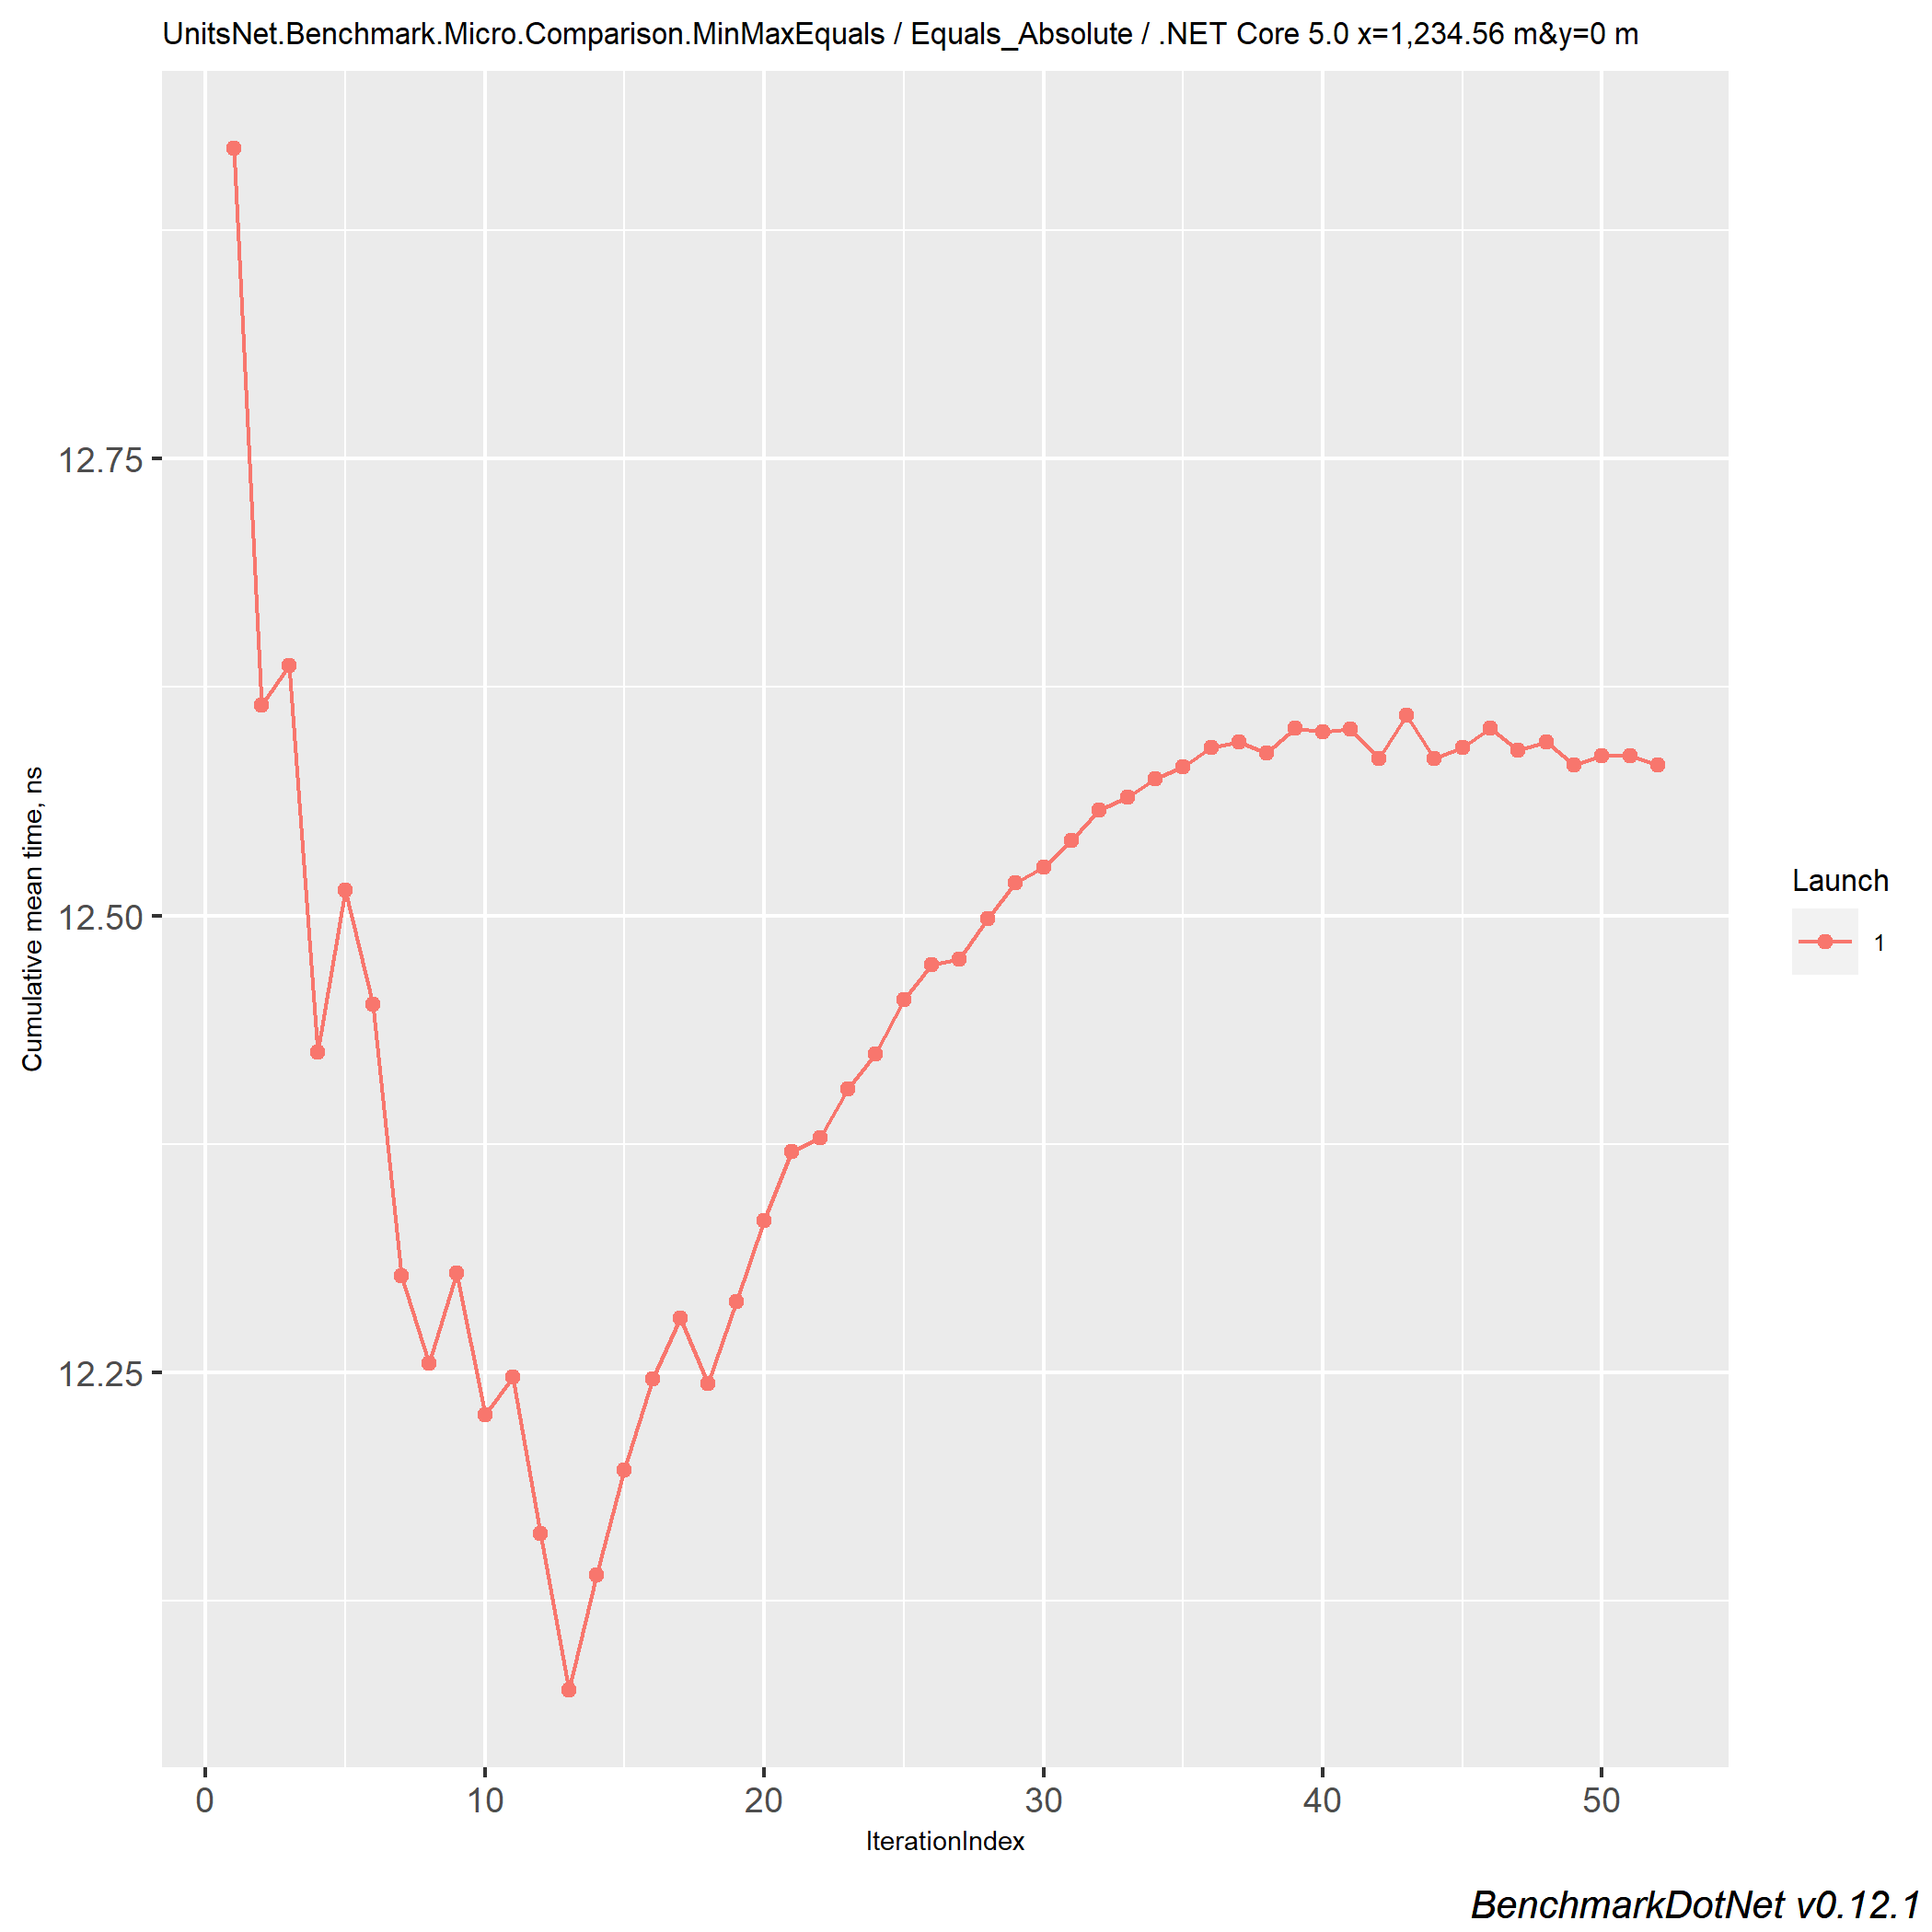 UnitsNet.Benchmark.Micro.Comparison.MinMaxEquals / Equals_Absolute / .NET Core 5.0 x=1,234.56 m&y=0 m
Cumulative mean time, ns
12.75
12.50
12.25
0 10 20 30 40 50
IterationIndex
Launch
1
BenchmarkDotNet v0.12.1